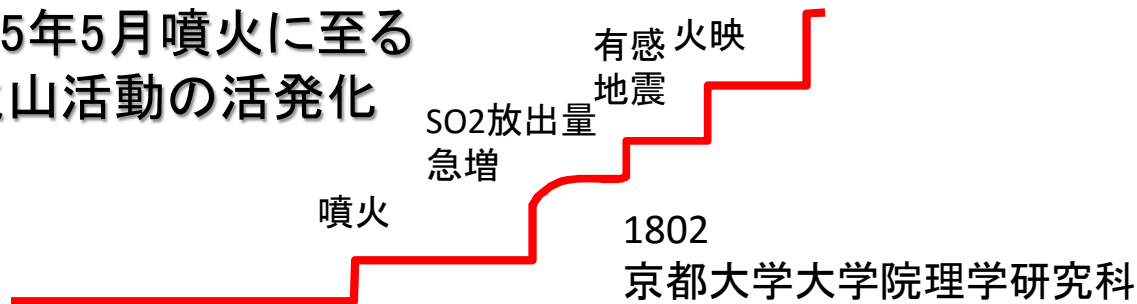 5年5月噴火に至る
山活動の活発化
有感 火映
地震
SO2放出量
急増
噴火
1802
京都大学大学院理学研究科